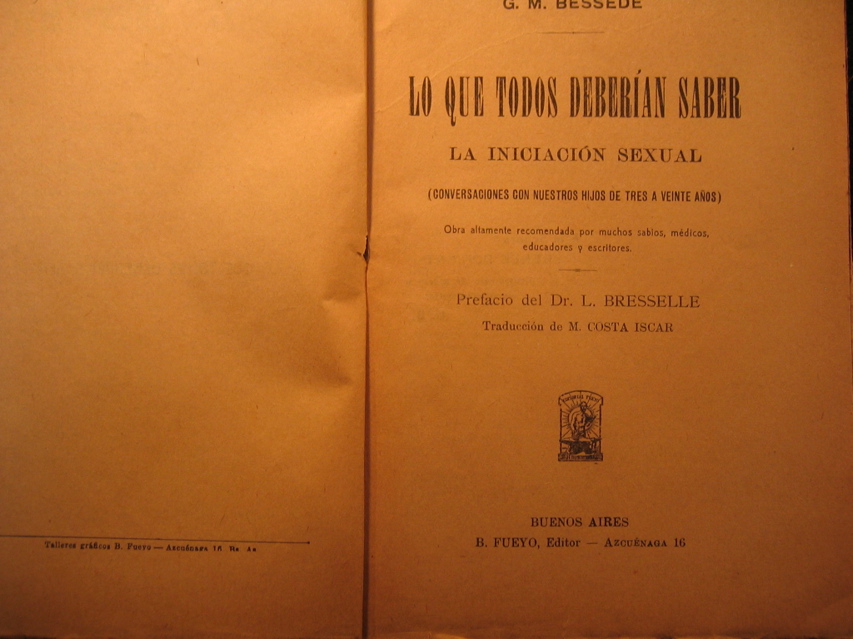 Talleres gráficos B. Fueyo — Azcuénaga 16. Bs. As.
G. M. BESSEDE
LO QUE TODOS DEBERÍAN SABER
LA INICIACIÓN SEXUAL
(CONVERSACIONES CON NUESTROS HIJOS DE TRES A VEINTE AÑOS)
Obra altamente recomendada por muchos sabios, médicos,
educadores y escritores.
Prefacio del Dr. L. BRESSELLE
Traducción de M. COSTA ISCAR
BUENOS AIRES
B. FUEYO, Editor — AZCUÉNAGA 16